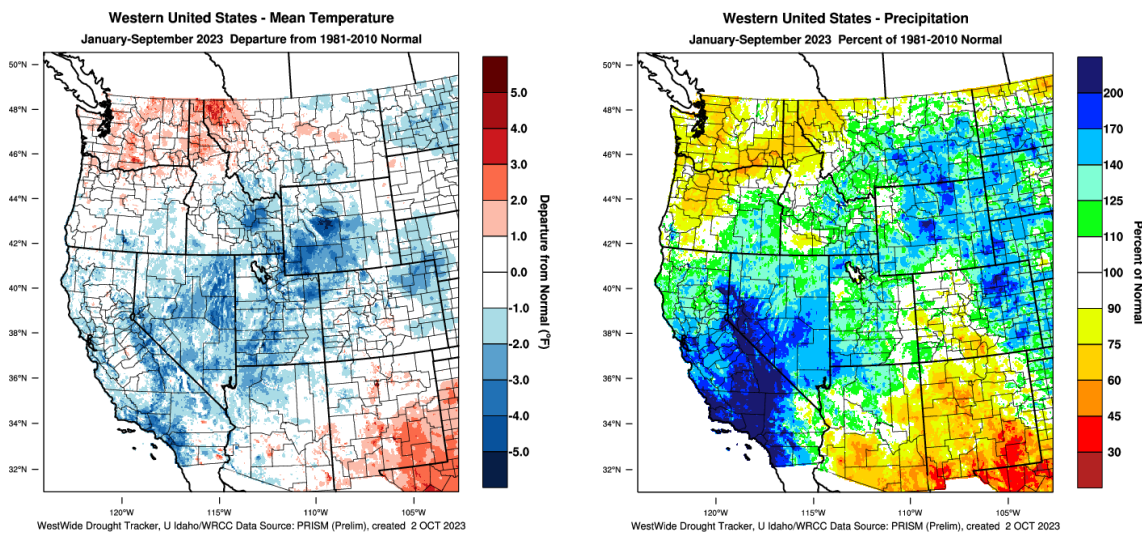 Western United States - Mean Temperature
January-September 2023 Departure from 1981-2010 Normal
50°N
48°N
46°N
44°N
42°N
40°N
38°N
36°N
34°N
32°N
120°W
115°W
110°W
105°W
5.0
4.0
3.0
2.0
1.0
0.0
-1.0
-2.0
-3.0
-4.0
-5.0
Departure from Normal (°F)
WestWide Drought Tracker, U Idaho/WRCC Data Source: PRISM (Prelim), created 2 OCT 2023
Western United States - Precipitation
January-September 2023 Percent of 1981-2010 Normal
50°N
48°N
46°N
44°N
42°N
40°N
38°N
36°N
34°N
32°N
120°W
115°W
110°W
105°W
200
170
140
125
110
100
90
75
60
45
30
Percent of Normal
WestWide Drought Tracker, U Idaho/WRCC Data Source: PRISM (Prelim), created 2 OCT 2023